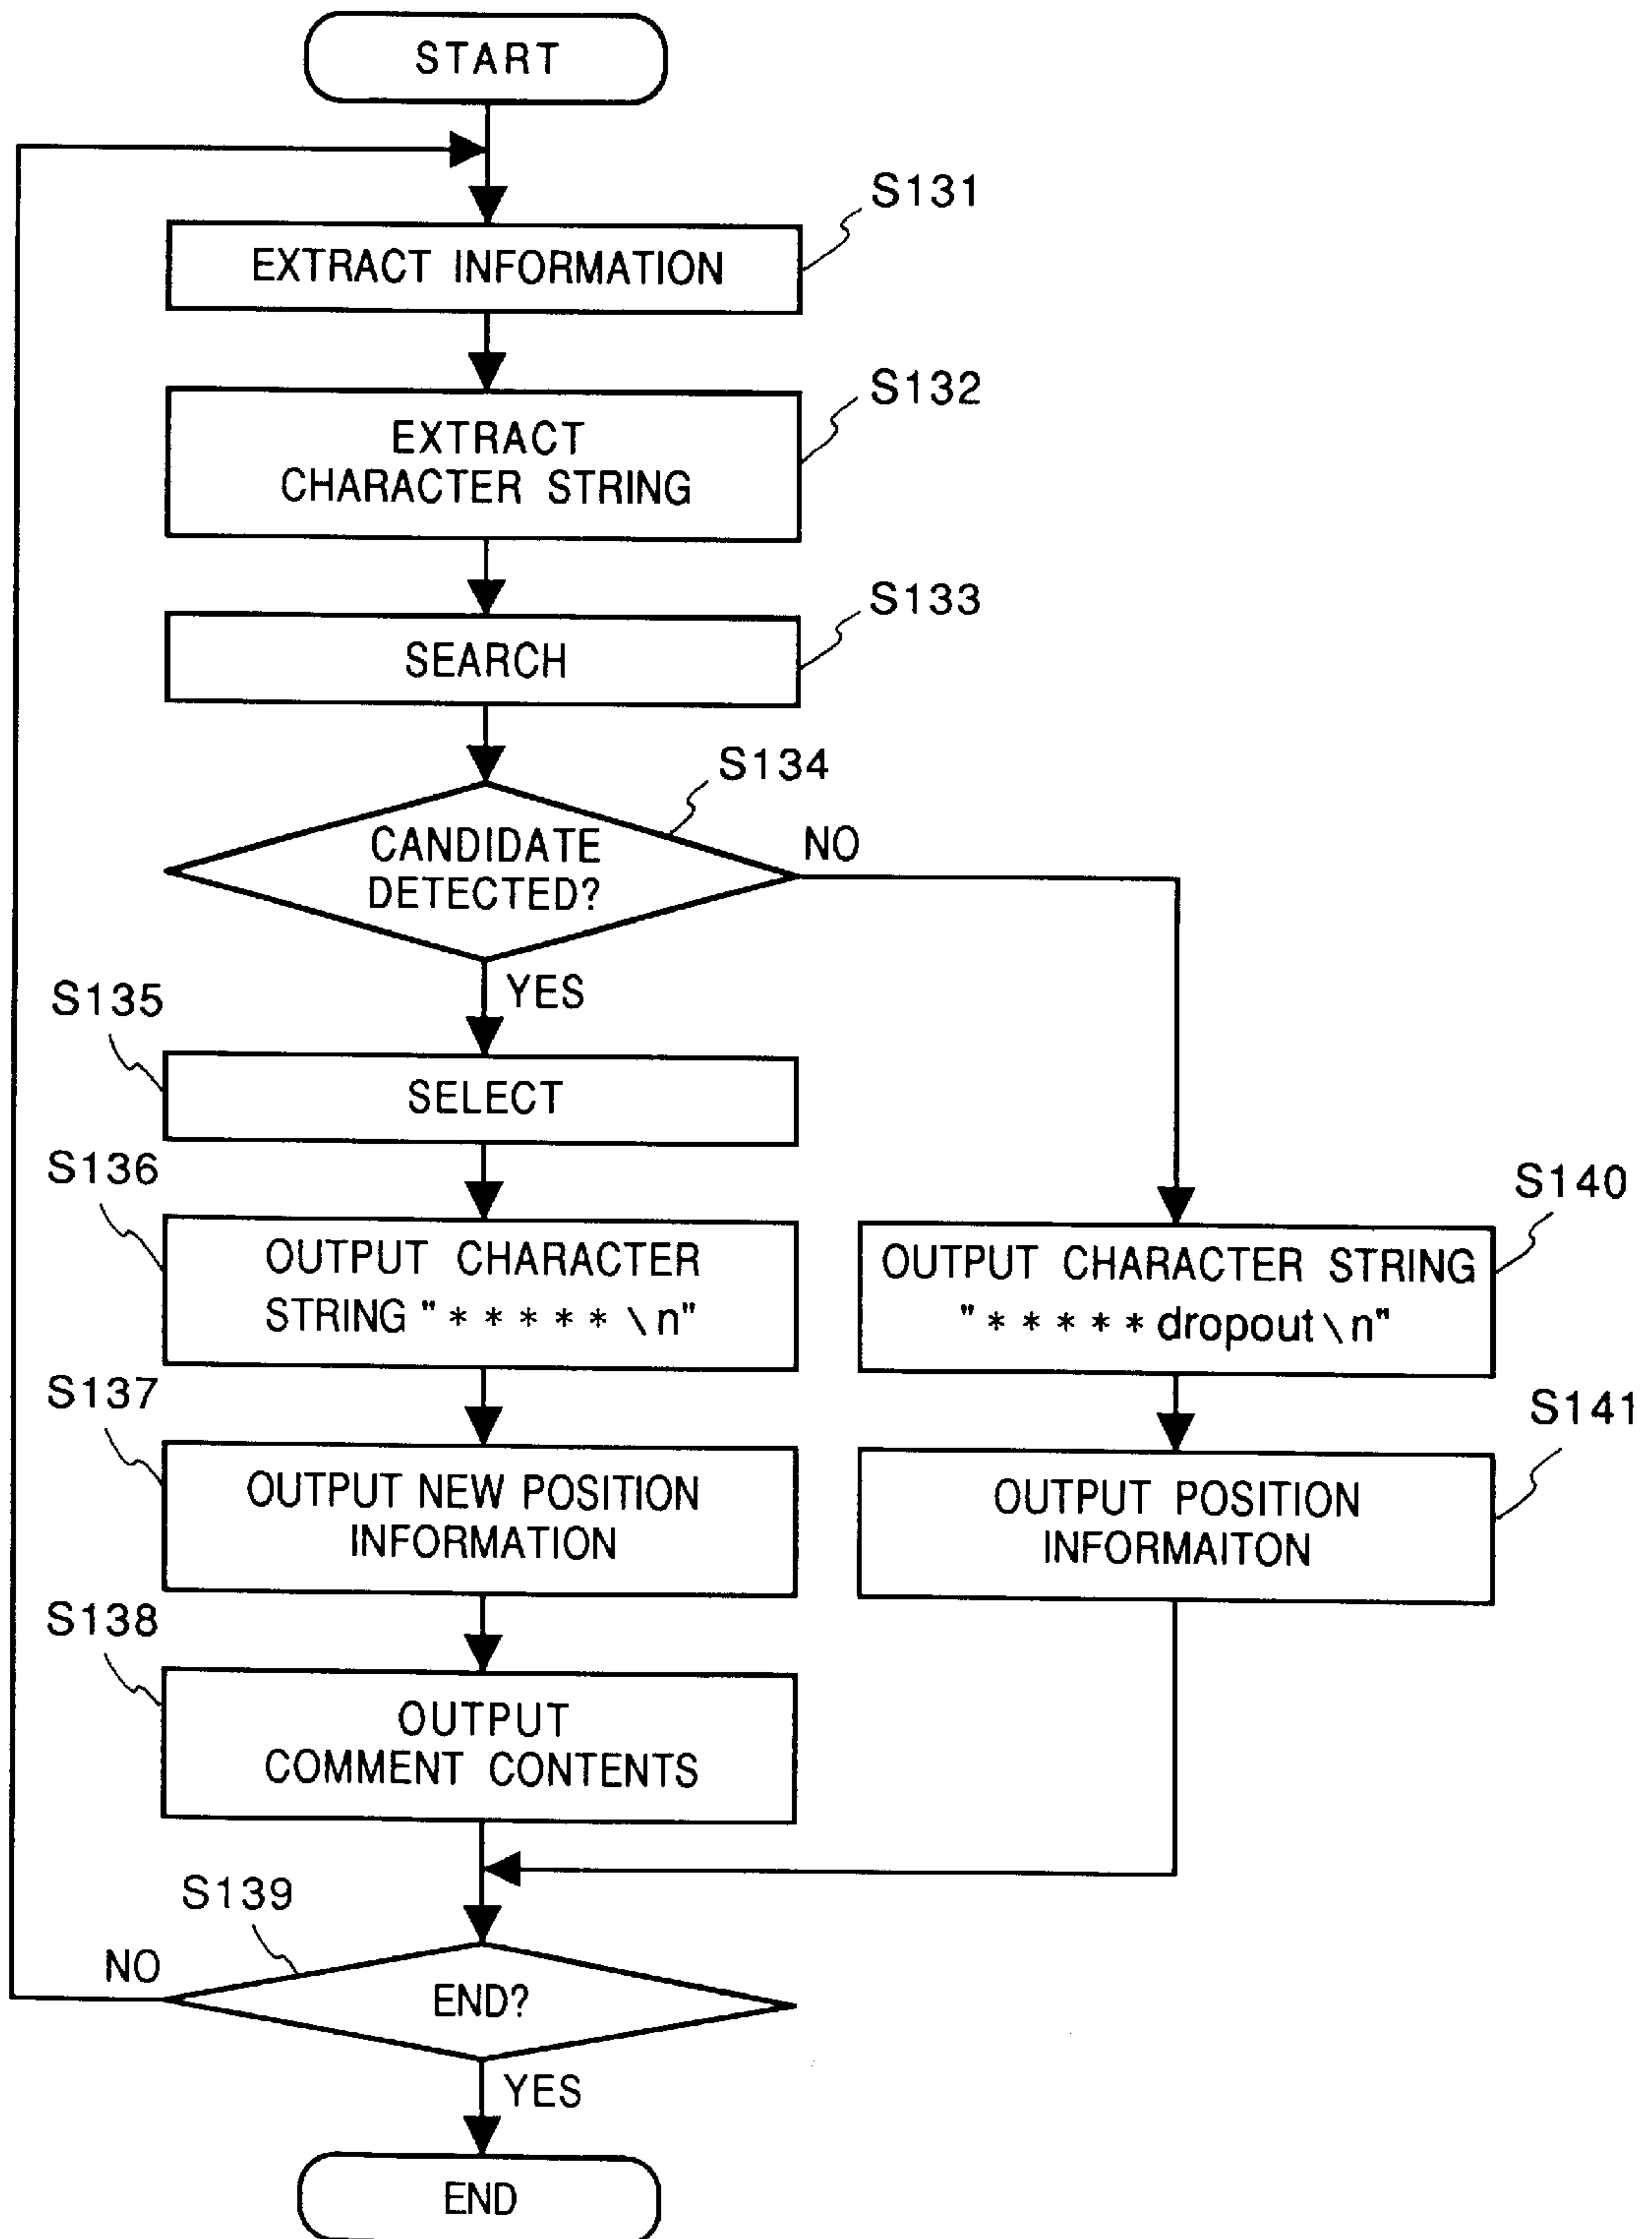 START
S131
EXTRACT INFORMATION
S132
EXTRACT
CHARACTER STRING
S133
SEARCH
S134
CANDIDATE
DETECTED?
NO
YES
S135
SELECT
S136
OUTPUT CHARACTER
STRING "*****\n"
S140
OUTPUT CHARACTER STRING
"*****dropout\n"
S137
OUTPUT NEW POSITION
INFORMATION
S141
OUTPUT POSITION
INFORMAITON
S138
OUTPUT
COMMENT CONTENTS
S139
NO
END?
YES
END